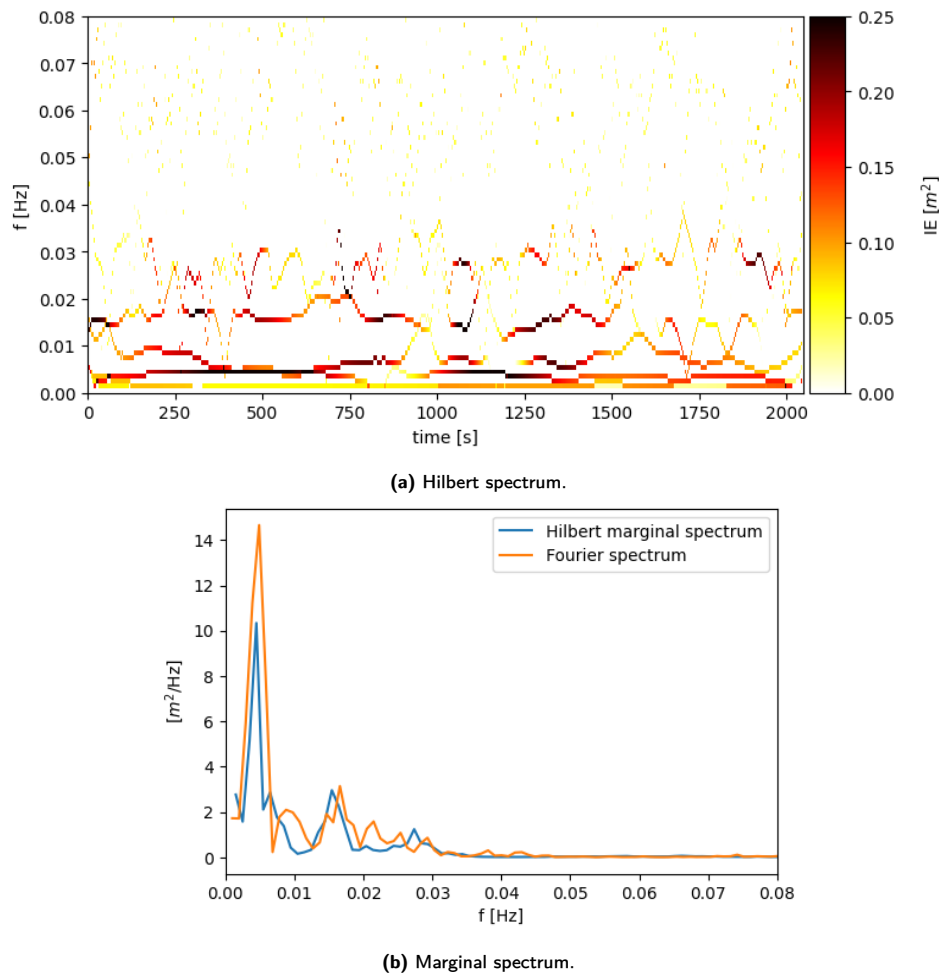 0.08
0.07
0.06
0.05
0.04
0.03
0.02
0.01
0.00
f [Hz]
0 250 500 750 1000 1250 1500 1750 2000
time [s]
0.25
0.20
0.15
0.10
0.05
0.00
IE [m²]
(a) Hilbert spectrum.
14
12
10
8
6
4
2
0
[m²/Hz]
Hilbert marginal spectrum
Fourier spectrum
0.00 0.01 0.02 0.03 0.04 0.05 0.06 0.07 0.08
f [Hz]
(b) Marginal spectrum.